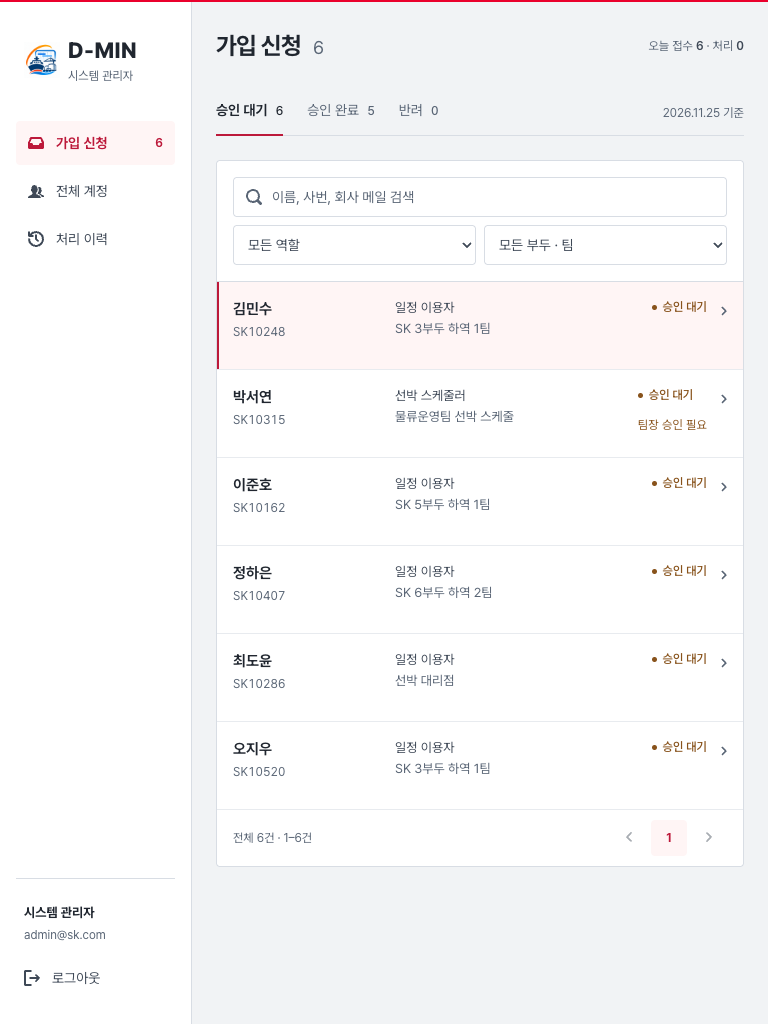 D-MIN
시스템 관리자
가입 신청 6
전체 계정
처리 이력
시스템 관리자
admin@sk.com
로그아웃
가입 신청 6
오늘 접수 6 · 처리 0
승인 대기 6 승인 완료 5 반려 0
2026.11.25 기준
이름, 사번, 회사 메일 검색
모든 역할 모든 부두 · 팀
김민수 일정 이용자 승인 대기
SK10248 SK 3부두 하역 1팀
박서연 선박 스케줄러 승인 대기
SK10315 물류운영팀 선박 스케줄 팀장 승인 필요
이준호 일정 이용자 승인 대기
SK10162 SK 5부두 하역 1팀
정하은 일정 이용자 승인 대기
SK10407 SK 6부두 하역 2팀
최도윤 일정 이용자 승인 대기
SK10286 선박 대리점
오지우 일정 이용자 승인 대기
SK10520 SK 3부두 하역 1팀
전체 6건 · 1–6건 1